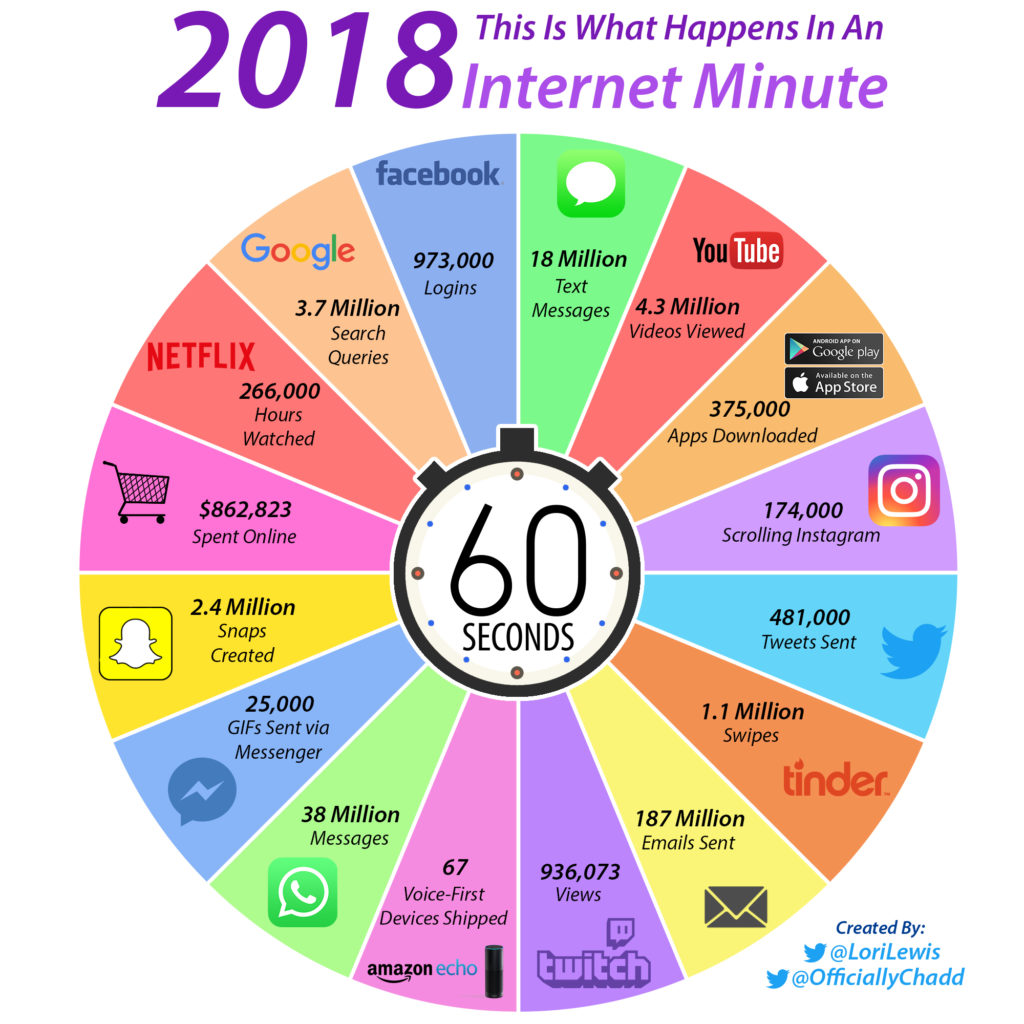 2018
This Is What Happens In An
Internet Minute
facebook
973,000
Logins
18 Million
Text
Messages
YouTube
4.3 Million
Videos Viewed
ANDROID APP ON
Google play
Available on the
App Store
375,000
Apps Downloaded
174,000
Scrolling Instagram
481,000
Tweets Sent
1.1 Million
Swipes
tinder
187 Million
Emails Sent
936,073
Views
twitch
67
Voice-First
Devices Shipped
amazon echo
38 Million
Messages
25,000
GIFs Sent via
Messenger
2.4 Million
Snaps
Created
$862,823
Spent Online
NETFLIX
266,000
Hours
Watched
Google
3.7 Million
Search
Queries
60
SECONDS
Created By:
@LoriLewis
@OfficiallyChadd